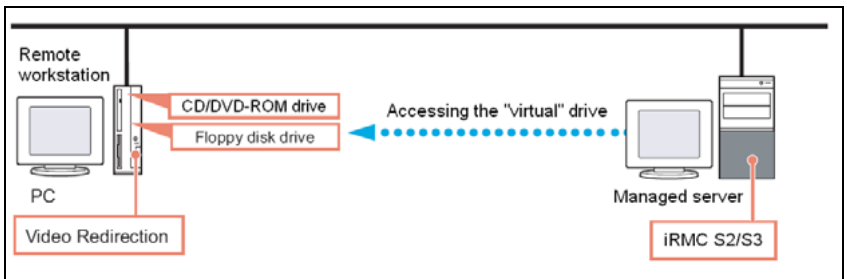 Remote
workstation
CD/DVD-ROM drive
Floppy disk drive
Accessing the "virtual" drive
PC
Managed server
Video Redirection
iRMC S2/S3